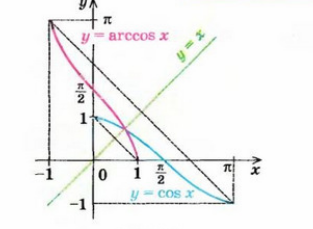 y
π
y = arccos x
y = x
π/2
1
-1
0
1
π/2
π
x
y = cos x
-1